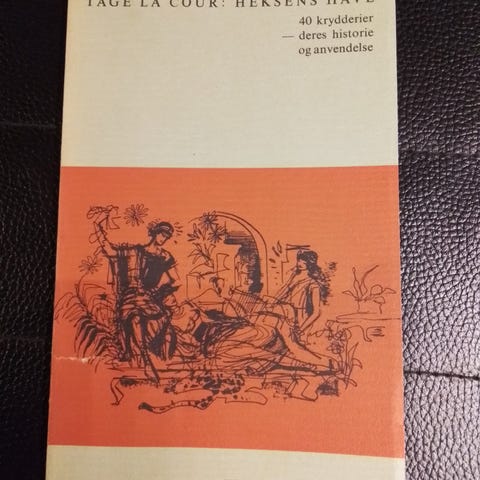 TAGE LA COUR: HEKSENS HAVE
40 krydderier
— deres historie
og anvendelse